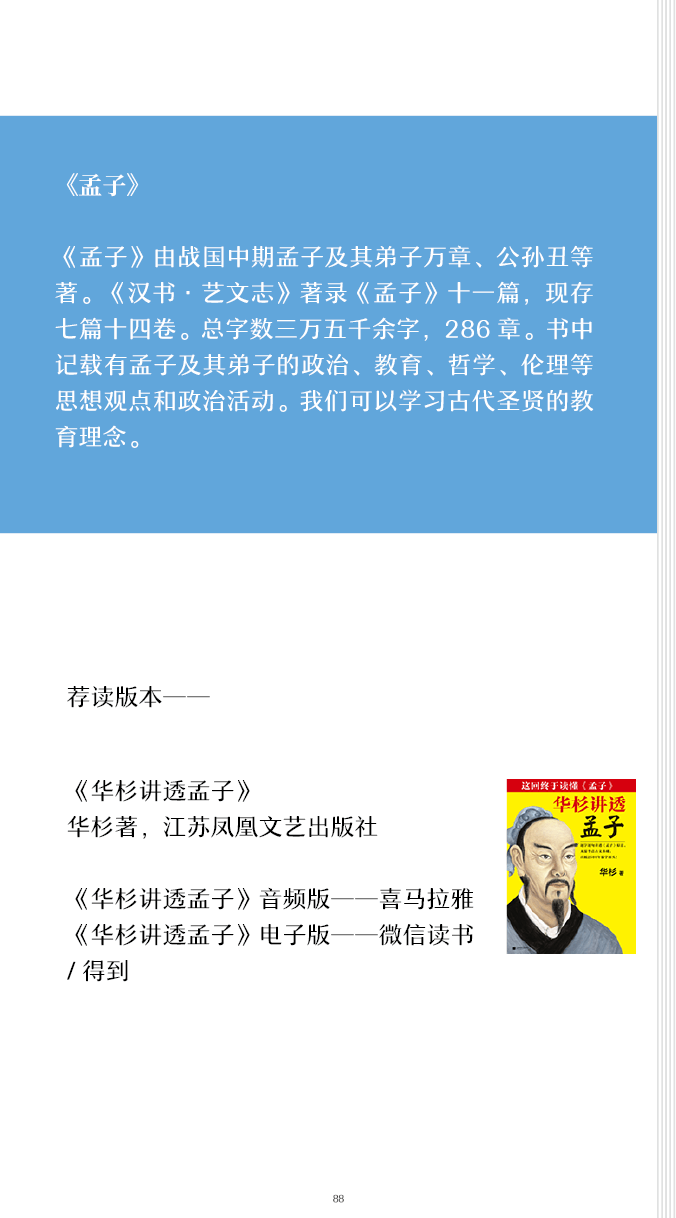 《孟子》
《孟子》由战国中期孟子及其弟子万章、公孙丑等
著。《汉书·艺文志》著录《孟子》十一篇，现存
七篇十四卷。总字数三万五千余字，286 章。书中
记载有孟子及其弟子的政治、教育、哲学、伦理等
思想观点和政治活动。我们可以学习古代圣贤的教
育理念。
荐读版本——
《华杉讲透孟子》
华杉著，江苏凤凰文艺出版社
《华杉讲透孟子》音频版——喜马拉雅
《华杉讲透孟子》电子版——微信读书
/ 得到
这回终于读懂《孟子》
华杉讲透
孟子
华杉 著
88